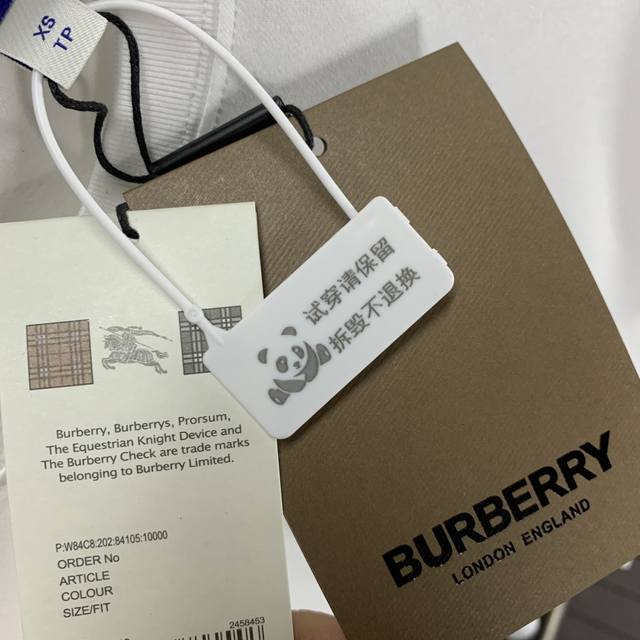 XS
TP
试穿请保留
拆毁不退换
Burberry, Burberrys, Prorsum,
The Equestrian Knight Device and
The Burberry Check are trade marks
belonging to Burberry Limited.
P:W84C8:202:84105:10000
ORDER No
ARTICLE
COLOUR
SIZE/FIT
2458453
BURBERRY
LONDON ENGLAND